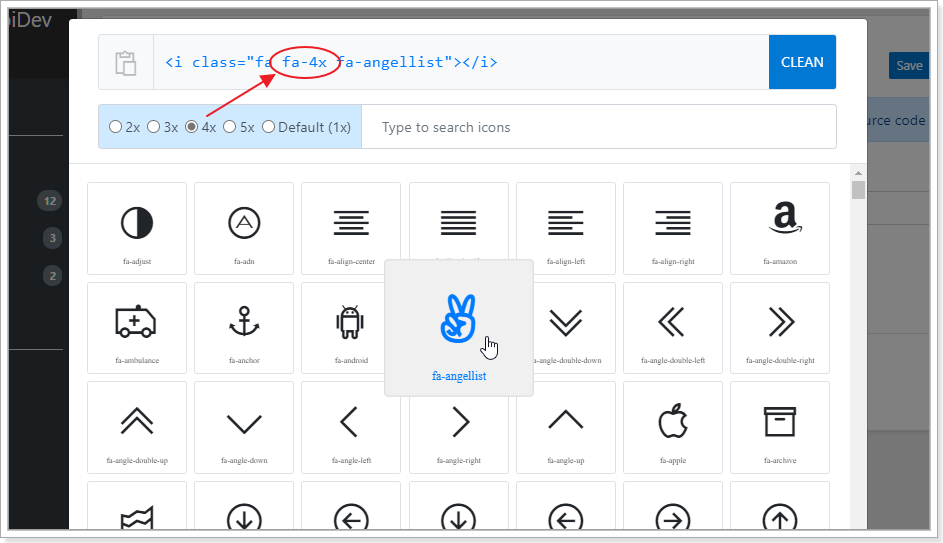 piDev
<i class="fa fa-4x fa-angellist"></i>
CLEAN
Save
2x 3x 4x 5x Default (1x)
Type to search icons
urce code
12
3
2
fa-adjust
fa-adn
fa-align-center
fa-align-left
fa-align-right
fa-amazon
fa-ambulance
fa-anchor
fa-android
fa-angellist
fa-angle-double-down
fa-angle-double-left
fa-angle-double-right
fa-angle-double-up
fa-angle-down
fa-angle-left
fa-angle-right
fa-angle-up
fa-apple
fa-archive